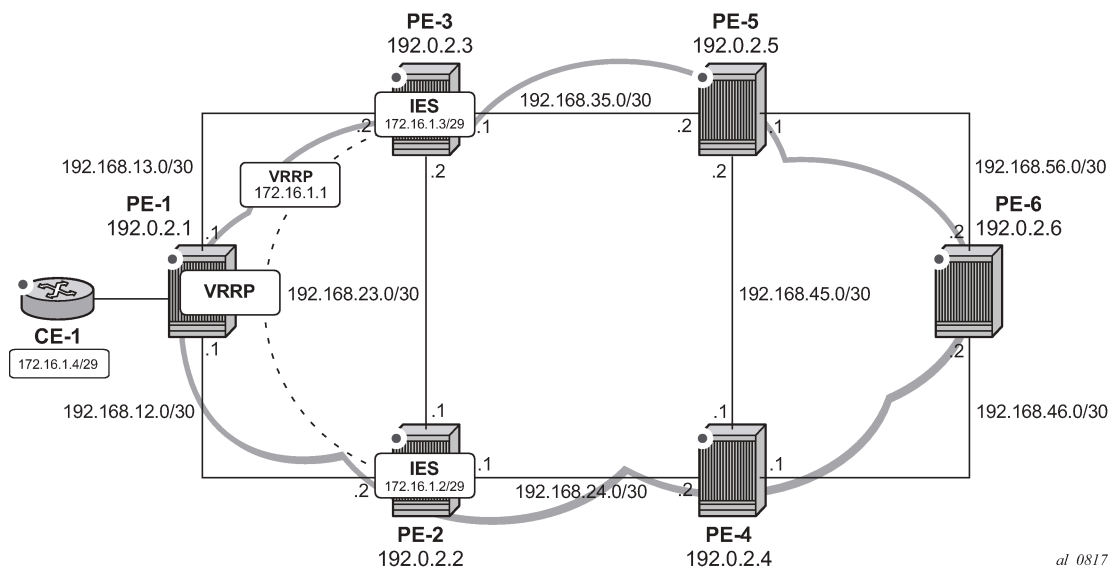 PE-3
192.0.2.3
PE-5
192.0.2.5
IES
172.16.1.3/29
.2
.1
192.168.35.0/30
.2
.1
192.168.13.0/30
VRRP
172.16.1.1
.2
.2
192.168.56.0/30
PE-1
192.0.2.1
.1
PE-6
192.0.2.6
.2
VRRP
192.168.23.0/30
192.168.45.0/30
CE-1
172.16.1.4/29
.1
.2
192.168.12.0/30
.1
.1
192.168.46.0/30
IES
172.16.1.2/29
.2
.1
192.168.24.0/30
.2
.1
PE-2
192.0.2.2
PE-4
192.0.2.4
al_0817